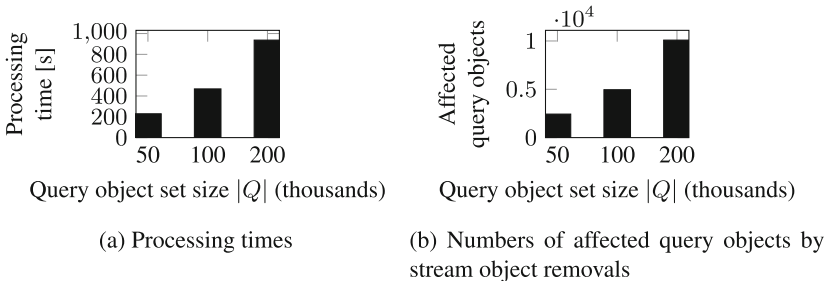 Processing
time [s]
1,000
800
600
400
200
0
50 100 200
Query object set size |Q| (thousands)
(a) Processing times
Affected
query objects
·10⁴
1
0.5
0
50 100 200
Query object set size |Q| (thousands)
(b) Numbers of affected query objects by
stream object removals